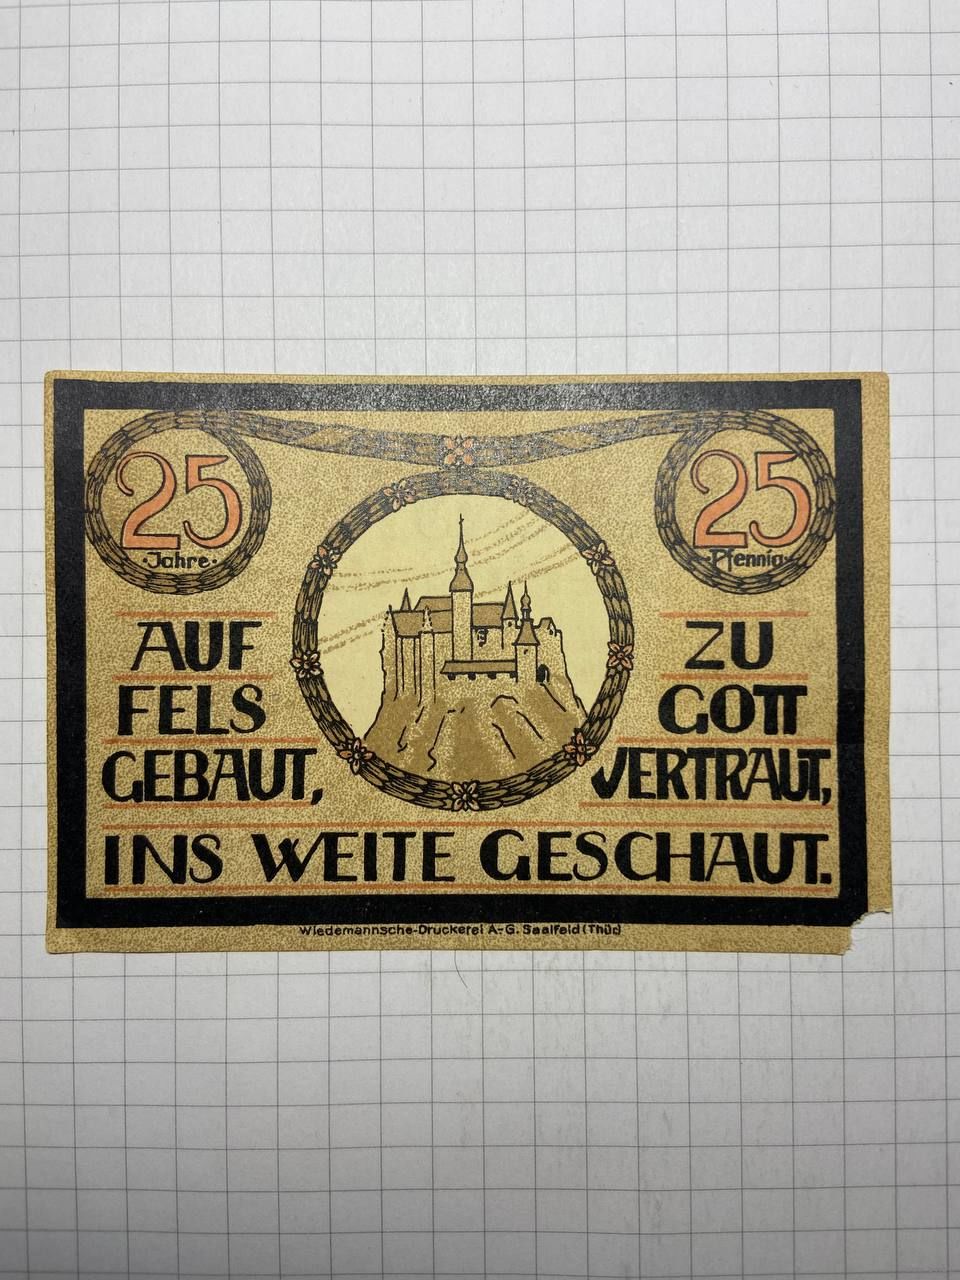 25
Jahre
25
Pfennig
AUF
FELS
GEBAUT,
ZU
GOTT
VERTRAUT,
INS WEITE GESCHAUT.
Wiedemannsche-Druckerei A.-G. Saalfeld (Thür)